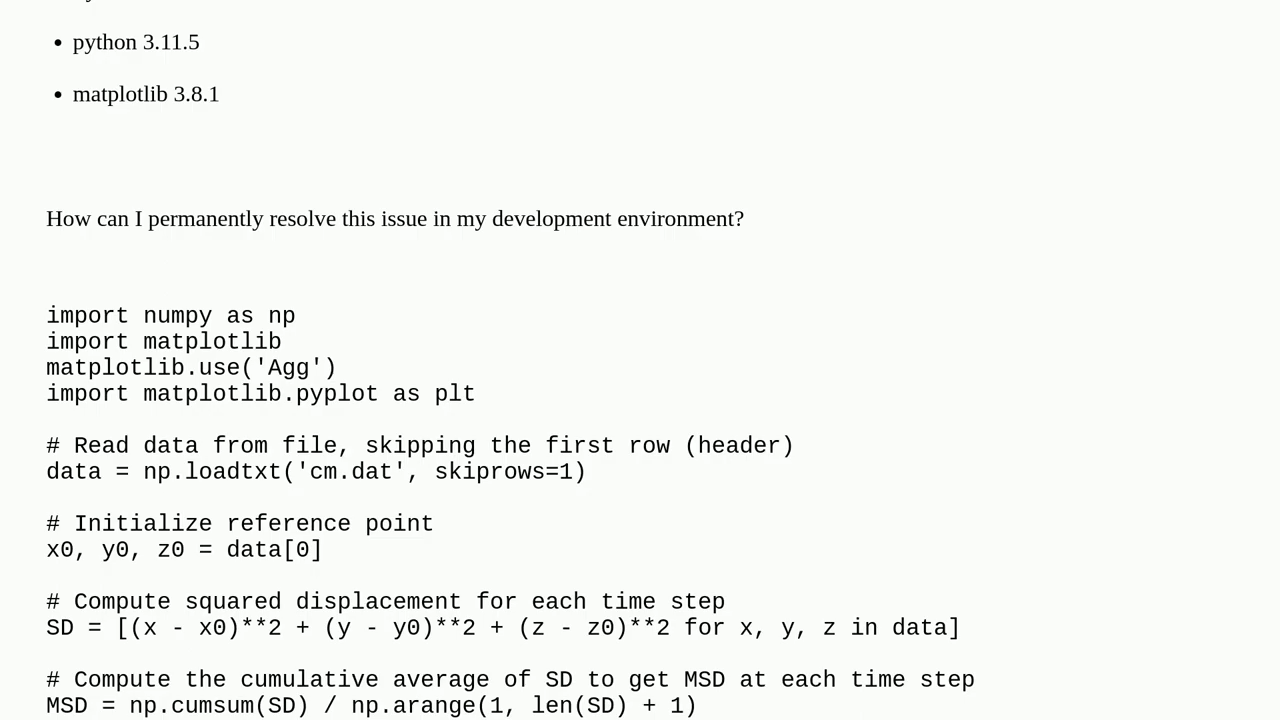 • python 3.11.5
• matplotlib 3.8.1
How can I permanently resolve this issue in my development environment?
import numpy as np
import matplotlib
matplotlib.use('Agg')
import matplotlib.pyplot as plt
# Read data from file, skipping the first row (header)
data = np.loadtxt('cm.dat', skiprows=1)
# Initialize reference point
x0, y0, z0 = data[0]
# Compute squared displacement for each time step
SD = [(x - x0)**2 + (y - y0)**2 + (z - z0)**2 for x, y, z in data]
# Compute the cumulative average of SD to get MSD at each time step
MSD = np.cumsum(SD) / np.arange(1, len(SD) + 1)